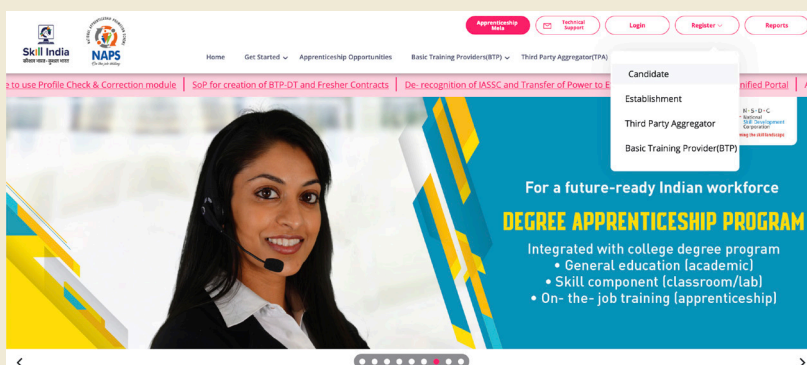 Apprenticeship
Mela
Technical
Support
Login
Register
Reports
Skill India
कौशल भारत - कुशल भारत
NAPS
Home
Get Started
Apprenticeship Opportunities
Basic Training Providers(BTP)
Third Party Aggregator(TPA)
e to use Profile Check & Correction module
SoP for creation of BTP-DT and Fresher Contracts
De- recognition of IASSC and Transfer of Power to E
nified Portal
Candidate
Establishment
Third Party Aggregator
Basic Training Provider(BTP)
N·S·D·C
National
Skill Development
Corporation
For a future-ready Indian workforce
DEGREE APPRENTICESHIP PROGRAM
Integrated with college degree program
• General education (academic)
• Skill component (classroom/lab)
• On- the- job training (apprenticeship)